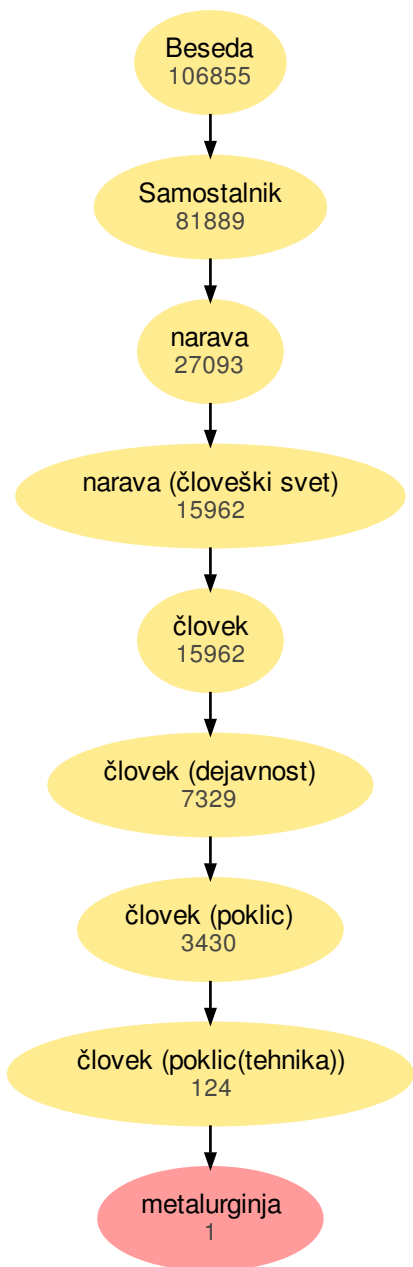 Beseda
106855
Samostalnik
81889
narava
27093
narava (človeški svet)
15962
človek
15962
človek (dejavnost)
7329
človek (poklic)
3430
človek (poklic(tehnika))
124
metalurginja
1